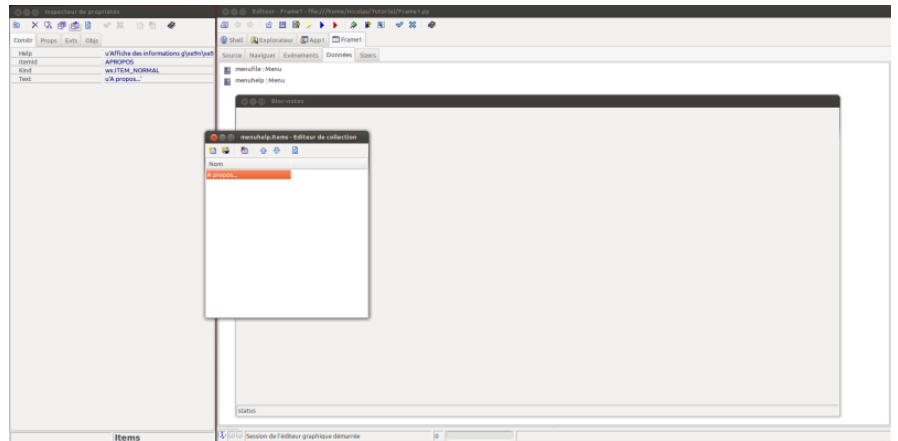 Inspecteur de propriétés
Constr Props Evts Objs
Help u'Affiche des informations g\xe9n\xe9
ItemId APROPOS
Kind wx.ITEM_NORMAL
Text u'A propos...'
Items
Editeur - Frame1 - file:///home/nicolas/Tutoriel/Frame1.py
Shell Explorateur App1 Frame1
Source Naviguer Evènements Données Sizers
menufile : Menu
menuhelp : Menu
Bloc-notes
menuhelp.Items - Editeur de collection
Nom
A propos...
status
Session de l'éditeur graphique démarrée